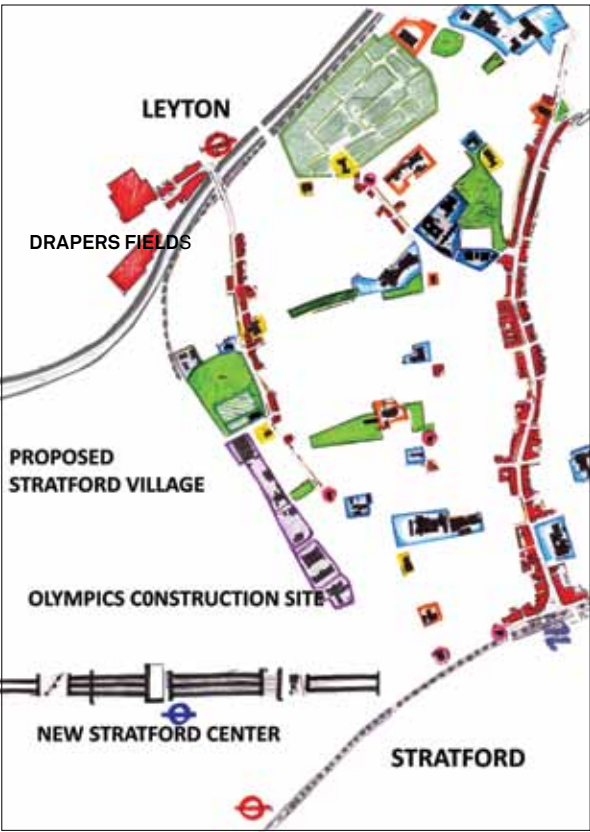 LEYTON
DRAPERS FIELDS
PROPOSED
STRATFORD VILLAGE
OLYMPICS C0NSTRUCTION SITE
NEW STRATFORD CENTER
STRATFORD